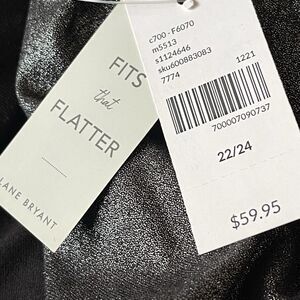 FITS
that
FLATTER
LANE BRYANT
c700 - F6070
m5513
s1124646
sku600883083
7774
1221
700007090737
22/24
$59.95